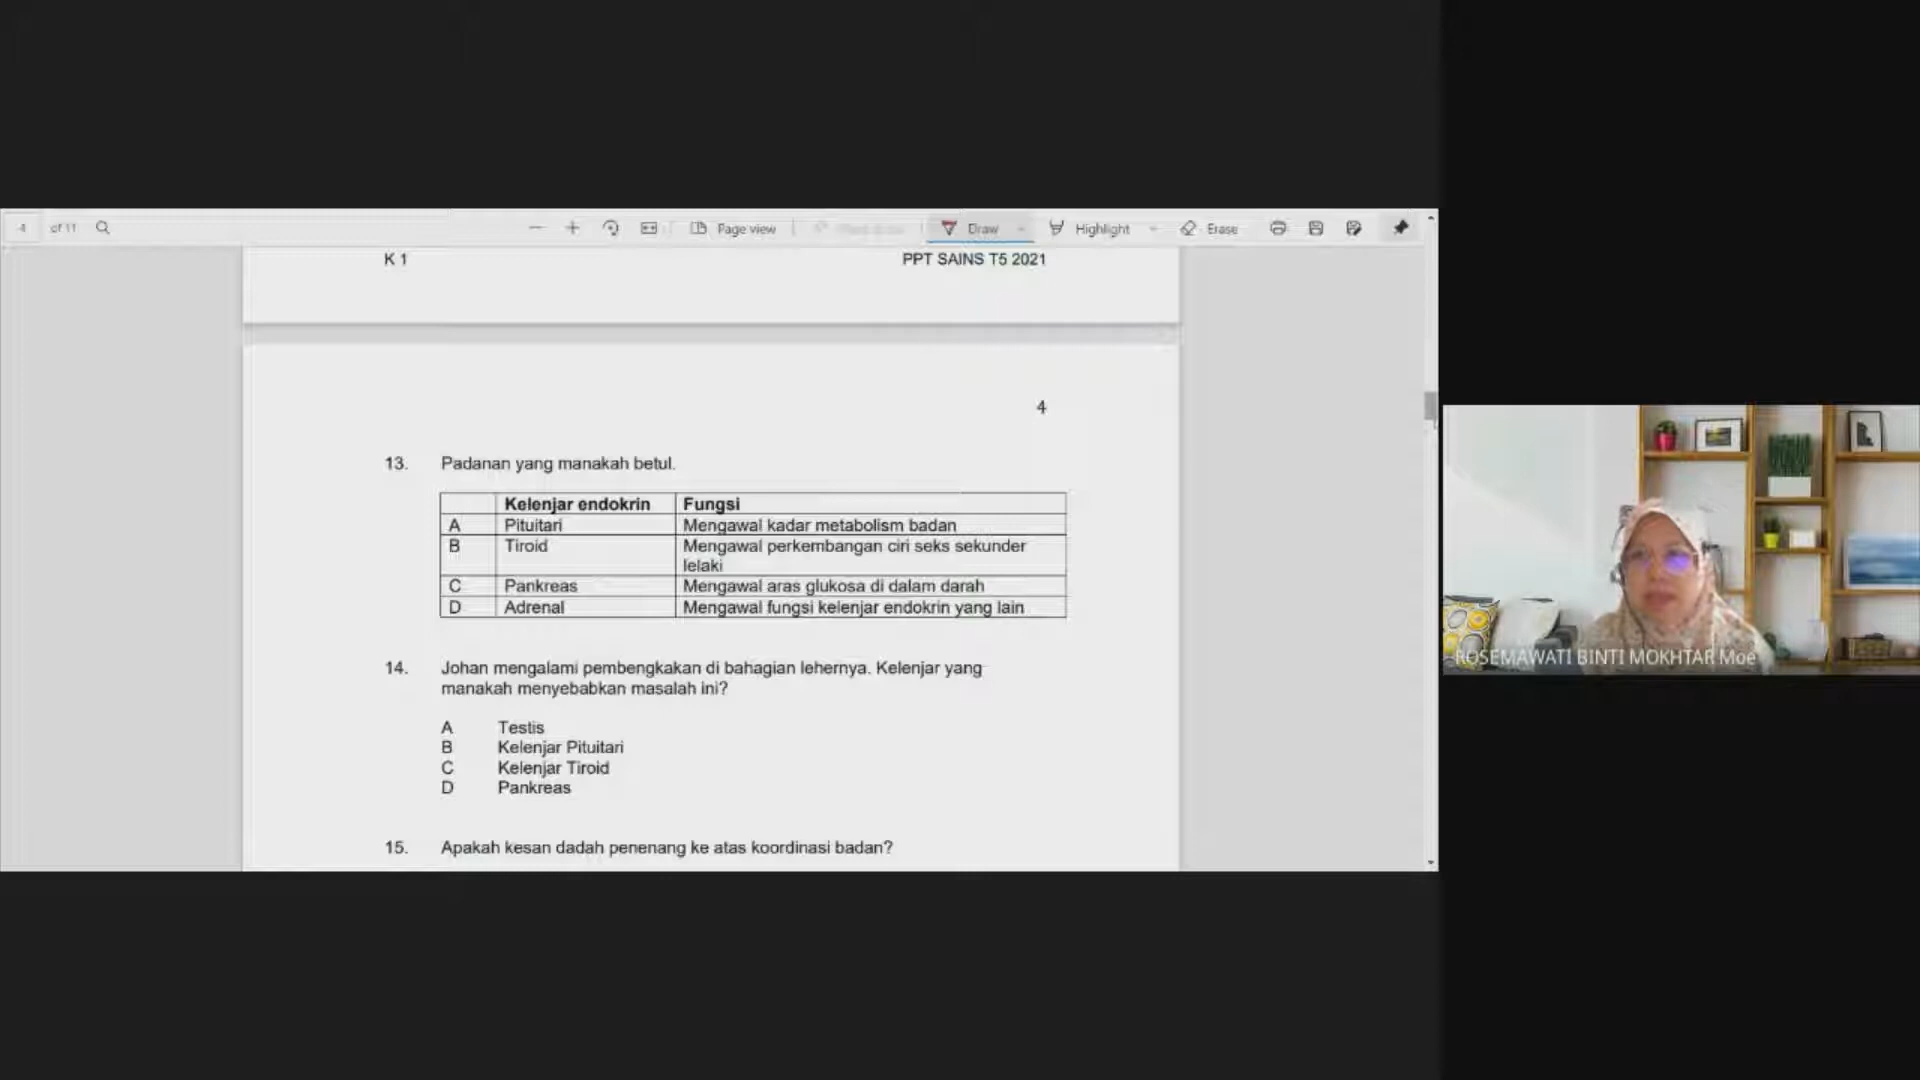 4 of 11 Page view Draw Highlight Erase
K 1 PPT SAINS T5 2021
4
13. Padanan yang manakah betul.
Kelenjar endokrin Fungsi
A Pituitari Mengawal kadar metabolism badan
B Tiroid Mengawal perkembangan ciri seks sekunder
lelaki
C Pankreas Mengawal aras glukosa di dalam darah
D Adrenal Mengawal fungsi kelenjar endokrin yang lain
14. Johan mengalami pembengkakan di bahagian lehernya. Kelenjar yang
manakah menyebabkan masalah ini?
A Testis
B Kelenjar Pituitari
C Kelenjar Tiroid
D Pankreas
15. Apakah kesan dadah penenang ke atas koordinasi badan?
ROSEMAWATI BINTI MOKHTAR Moe